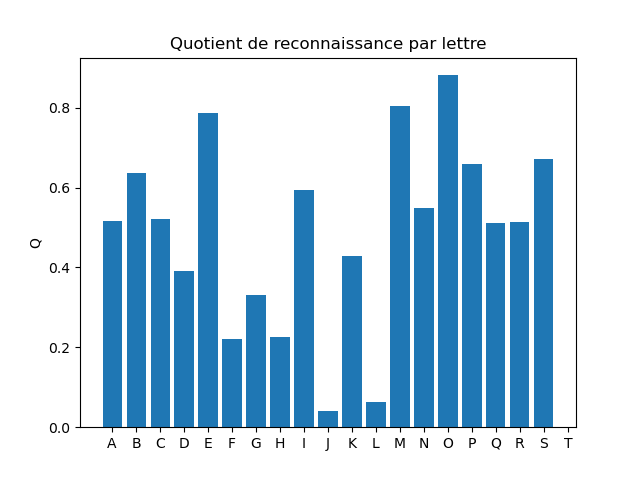 Quotient de reconnaissance par lettre
Q
0.8
0.6
0.4
0.2
0.0
A B C D E F G H I J K L M N O P Q R S T